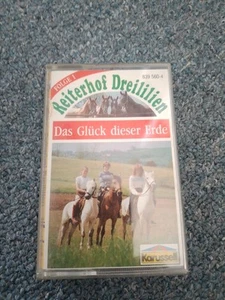 FOLGE 1
Reiterhof Dreililien
Das Glück dieser Erde
Karussell